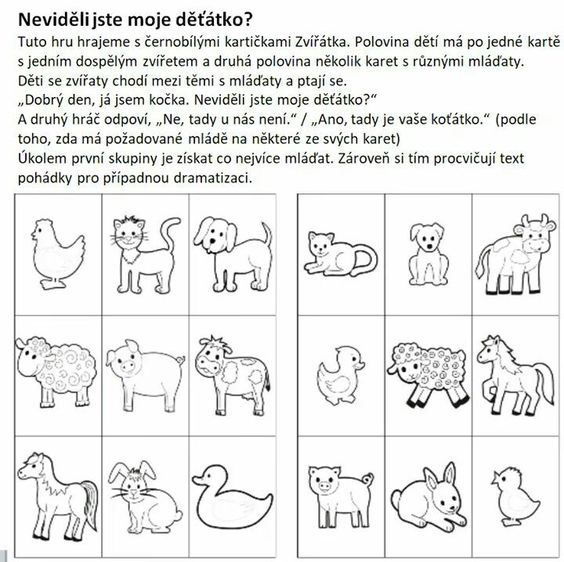 Neviděli jste moje děťátko?
Tuto hru hrajeme s černobílými kartičkami Zvířátka. Polovina dětí má po jedné kartě
s jedním dospělým zvířetem a druhá polovina několik karet s různými mláďaty.
Děti se zvířaty chodí mezi těmi s mláďaty a ptají se.
„Dobrý den, já jsem kočka. Neviděli jste moje děťátko?“
A druhý hráč odpoví, „Ne, tady u nás není.“ / „Ano, tady je vaše koťátko.“ (podle
toho, zda má požadované mládě na některé ze svých karet)
Úkolem první skupiny je získat co nejvíce mláďat. Zároveň si tím procvičují text
pohádky pro případnou dramatizaci.